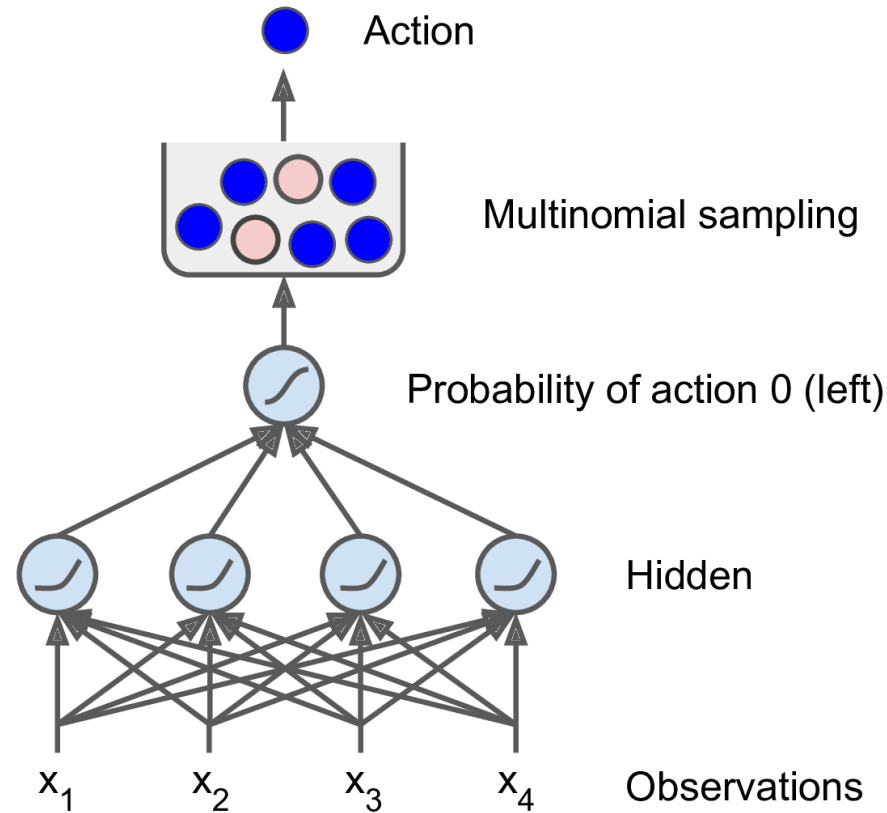 Action
Multinomial sampling
Probability of action 0 (left)
Hidden
x1 x2 x3 x4 Observations